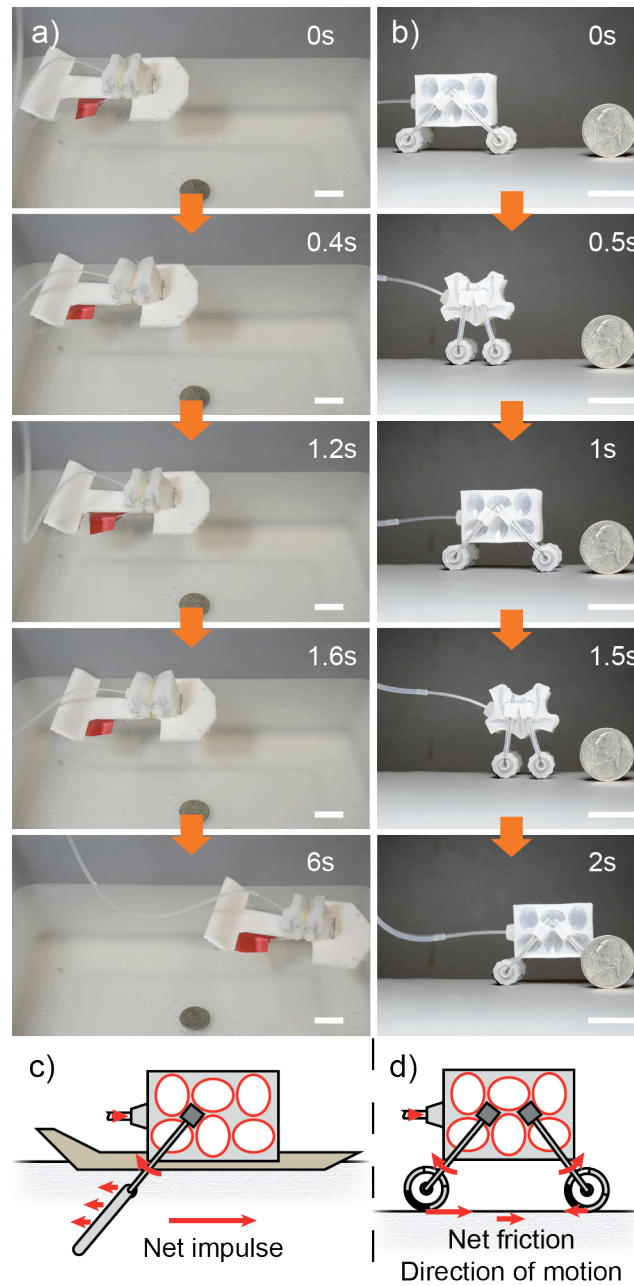 a)
0s
b)
0s
0.4s
0.5s
1.2s
1s
1.6s
1.5s
6s
2s
c)
d)
Net impulse
Net friction
Direction of motion